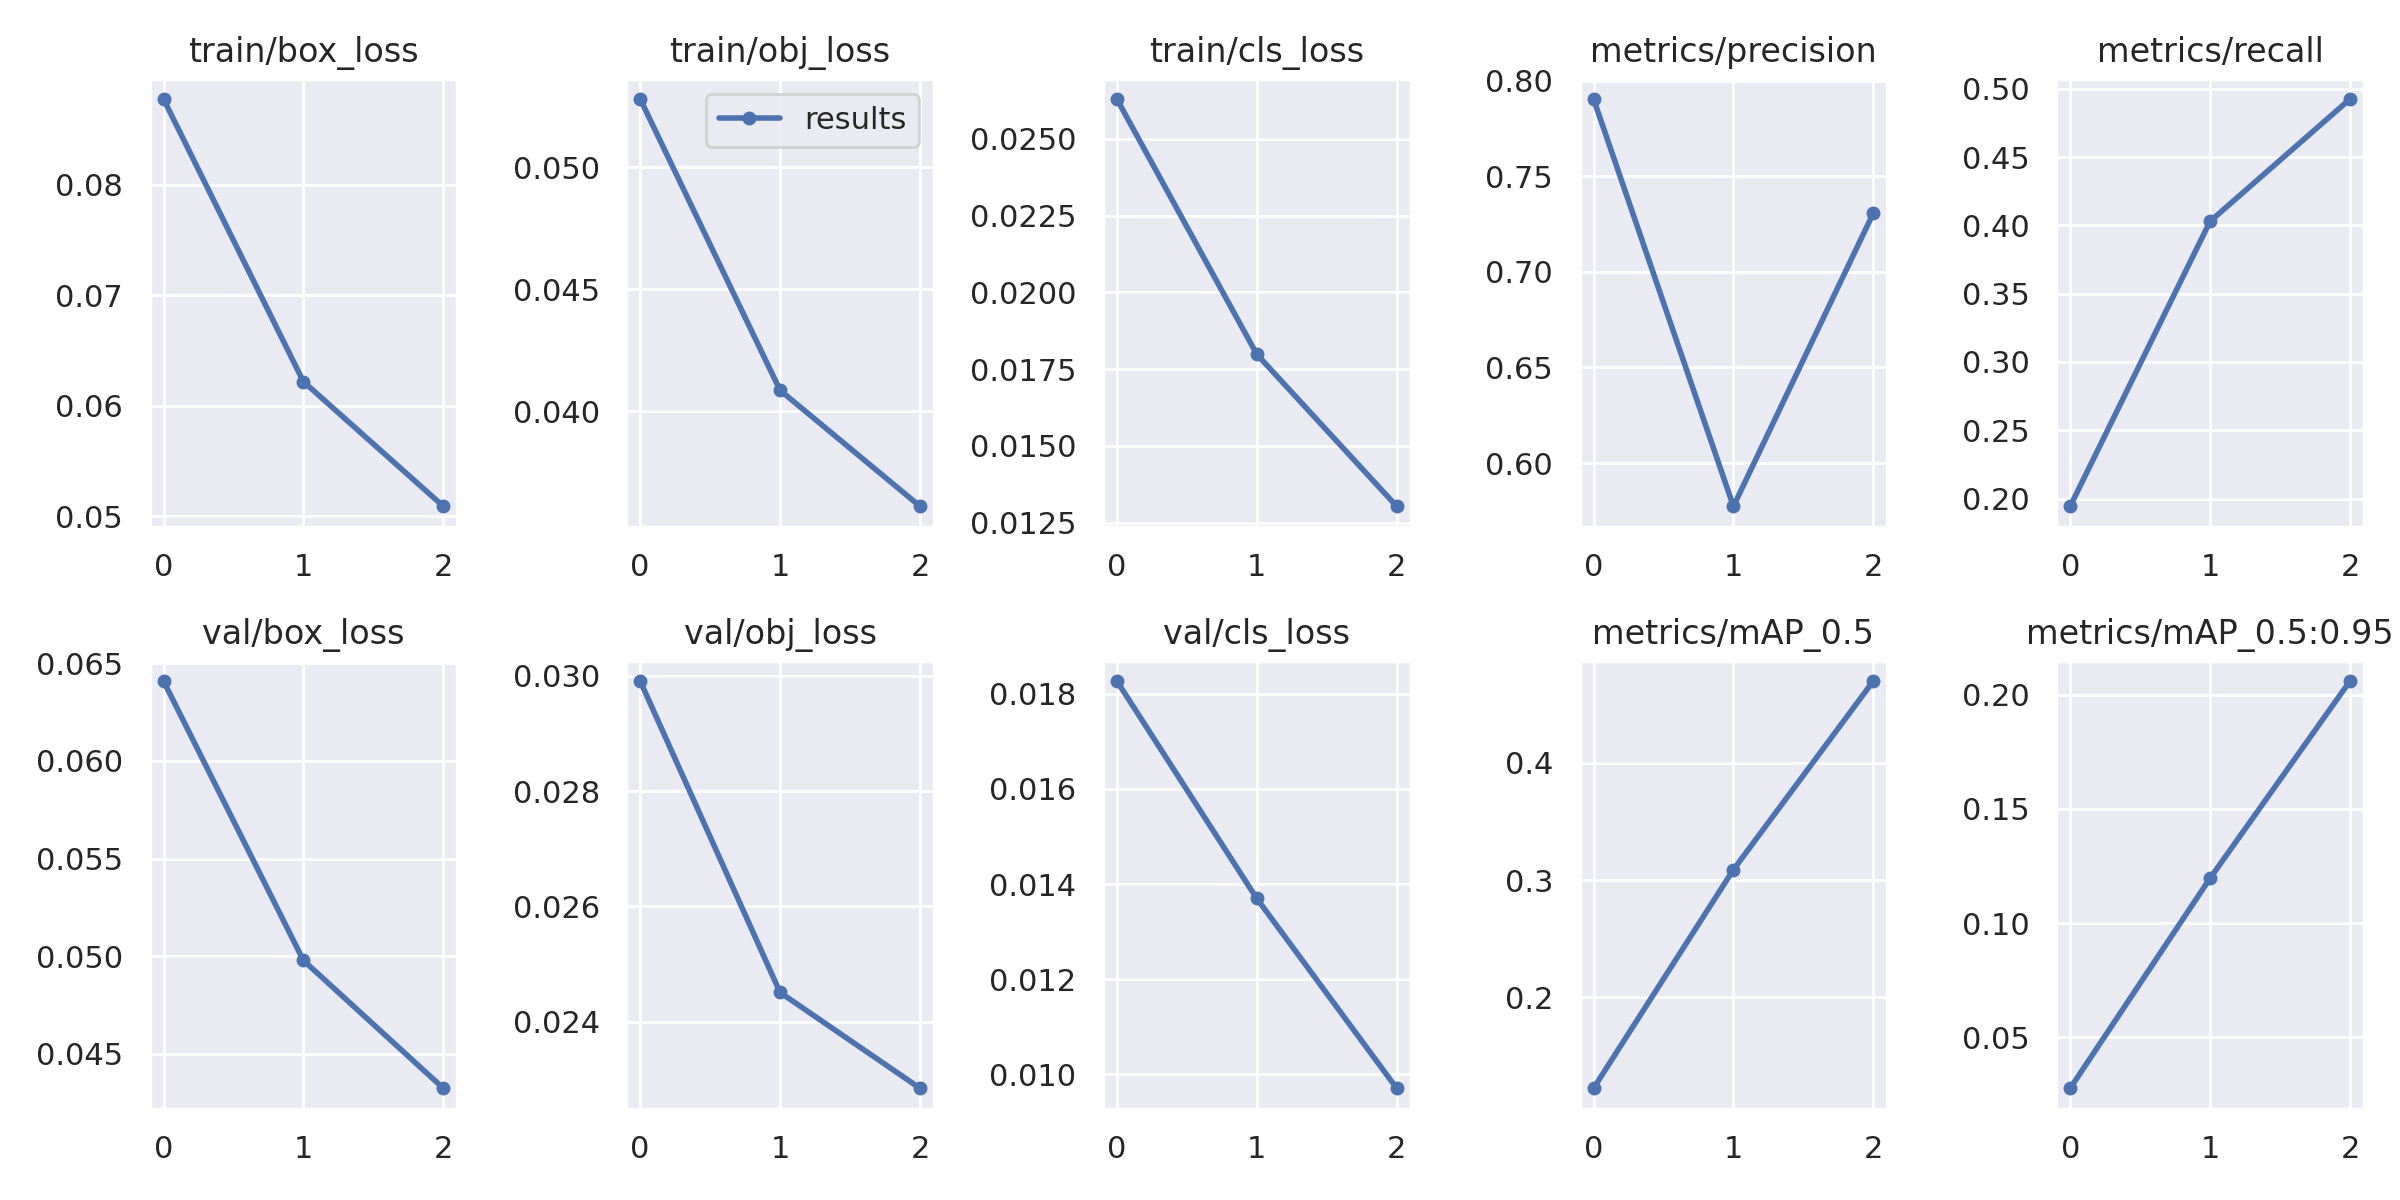 train/box_loss
0.08
0.07
0.06
0.05
0 1 2
train/obj_loss
results
0.050
0.045
0.040
0 1 2
train/cls_loss
0.0250
0.0225
0.0200
0.0175
0.0150
0.0125
0 1 2
metrics/precision
0.80
0.75
0.70
0.65
0.60
0 1 2
metrics/recall
0.50
0.45
0.40
0.35
0.30
0.25
0.20
0 1 2
val/box_loss
0.065
0.060
0.055
0.050
0.045
0 1 2
val/obj_loss
0.030
0.028
0.026
0.024
0 1 2
val/cls_loss
0.018
0.016
0.014
0.012
0.010
0 1 2
metrics/mAP_0.5
0.4
0.3
0.2
0 1 2
metrics/mAP_0.5:0.95
0.20
0.15
0.10
0.05
0 1 2